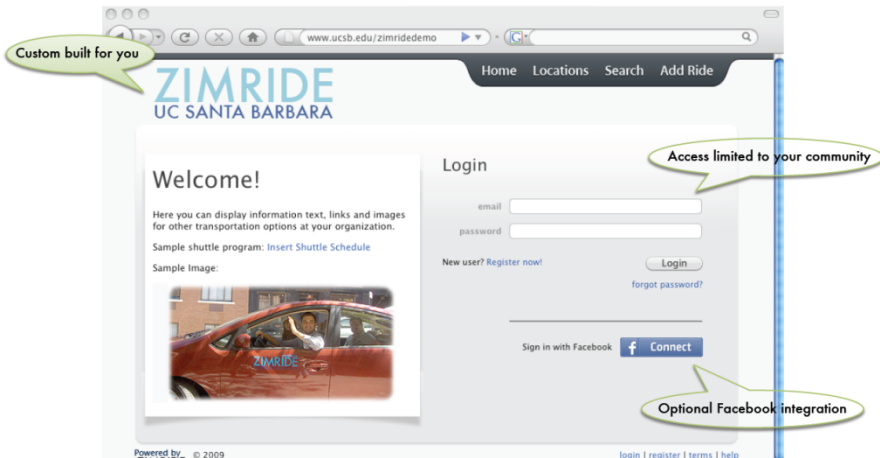 www.ucsb.edu/zimridedemo
Custom built for you
Home Locations Search Add Ride
ZIMRIDE
UC SANTA BARBARA
Access limited to your community
Welcome!
Here you can display information text, links and images
for other transportation options at your organization.
Sample shuttle program: Insert Shuttle Schedule
Sample Image:
ZIMRIDE
Login
email
password
New user? Register now!
Login
forgot password?
Sign in with Facebook
f Connect
Optional Facebook integration
Powered by
© 2009
login | register | terms | help